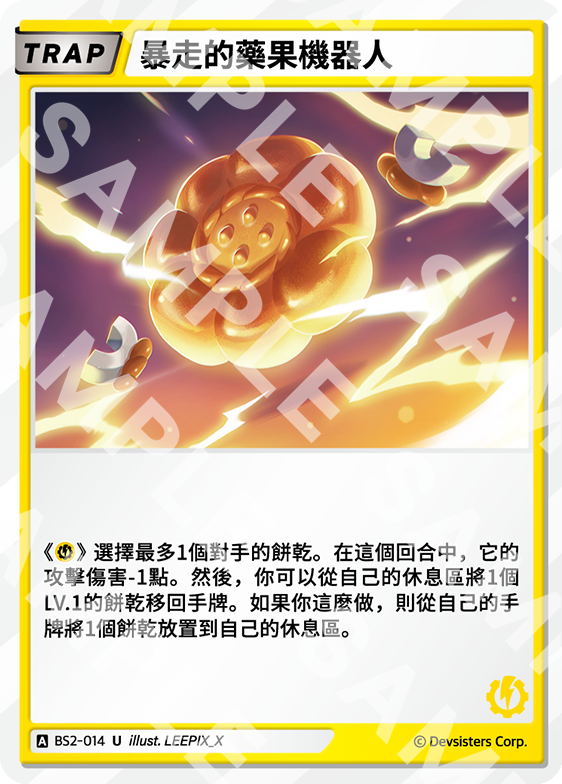 TRAP
暴走的藥果機器人
《 》選擇最多1個對手的餅乾。在這個回合中，它的
攻擊傷害-1點。然後，你可以從自己的休息區將1個
LV.1的餅乾移回手牌。如果你這麼做，則從自己的手
牌將1個餅乾放置到自己的休息區。
A BS2-014 U illust. LEEPIX_X
© Devsisters Corp.
SAMPLE SAMPLE SAMPLE